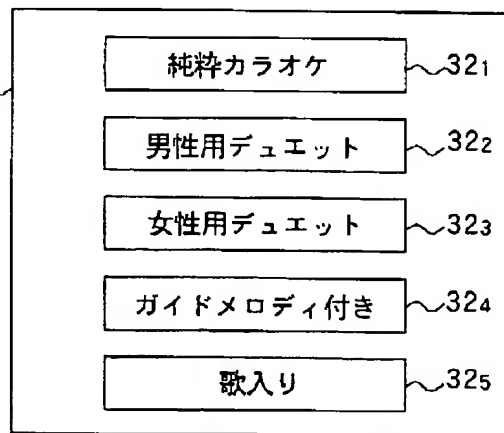 純粋カラオケ 32₁
男性用デュエット 32₂
女性用デュエット 32₃
ガイドメロディ付き 32₄
歌入り 32₅